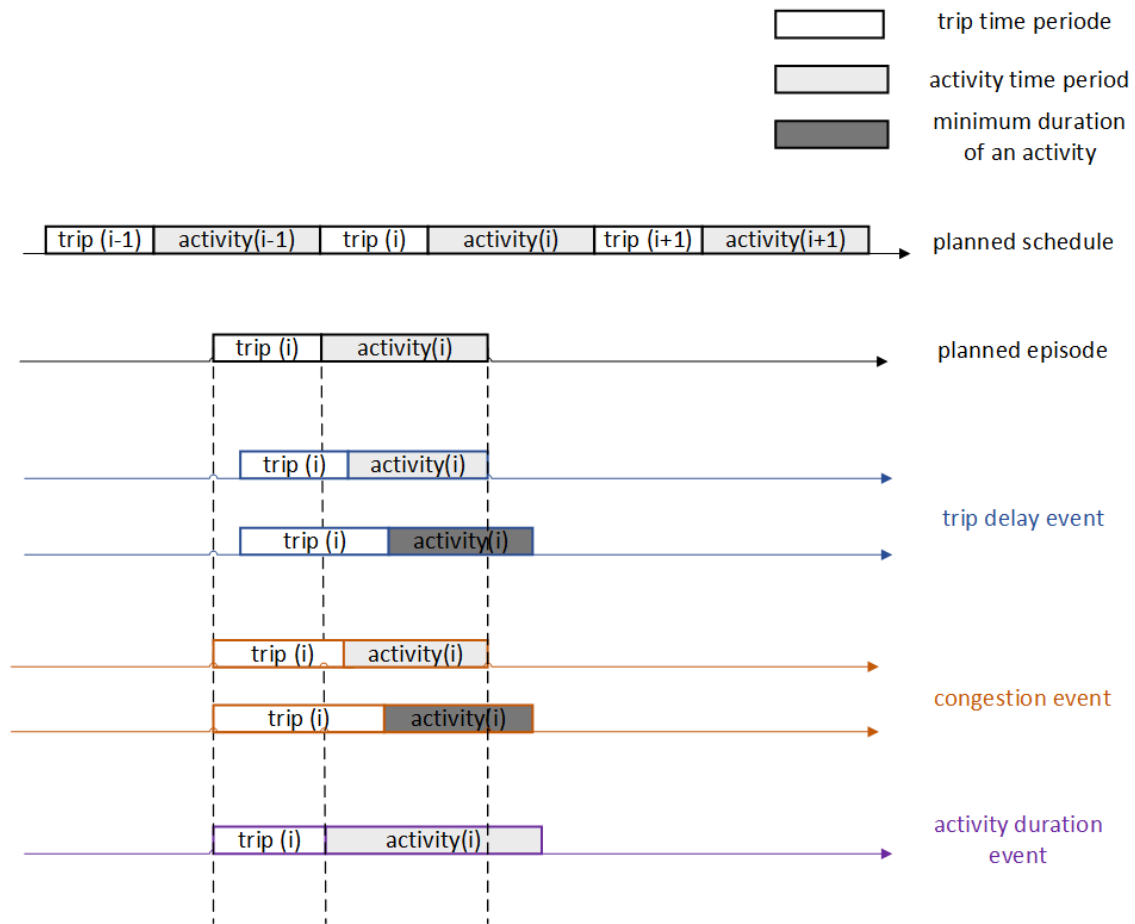 trip time periode
activity time period
minimum duration
of an activity
trip (i-1) activity(i-1) trip (i) activity(i) trip (i+1) activity(i+1) planned schedule
trip (i) activity(i) planned episode
trip (i) activity(i)
trip delay event
trip (i) activity(i)
trip (i) activity(i)
congestion event
trip (i) activity(i)
trip (i) activity(i)
activity duration
event